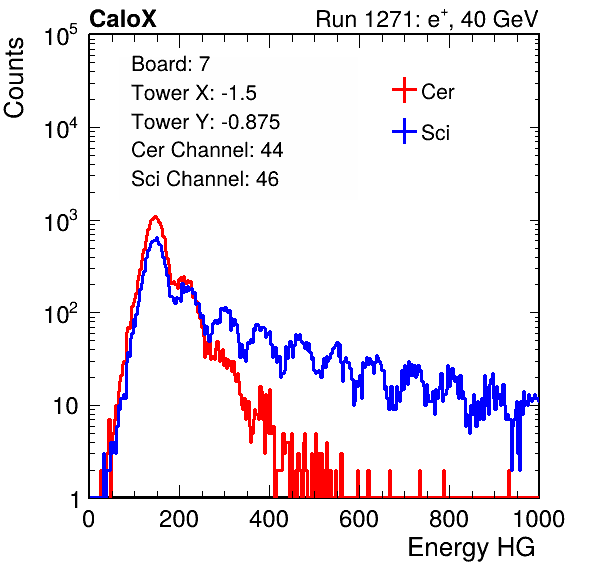 CaloX Run 1271: e+, 40 GeV
Counts
Board: 7
Tower X: -1.5
Tower Y: -0.875
Cer Channel: 44
Sci Channel: 46
Cer
Sci
10^5
10^4
10^3
10^2
10
1
0 200 400 600 800 1000
Energy HG